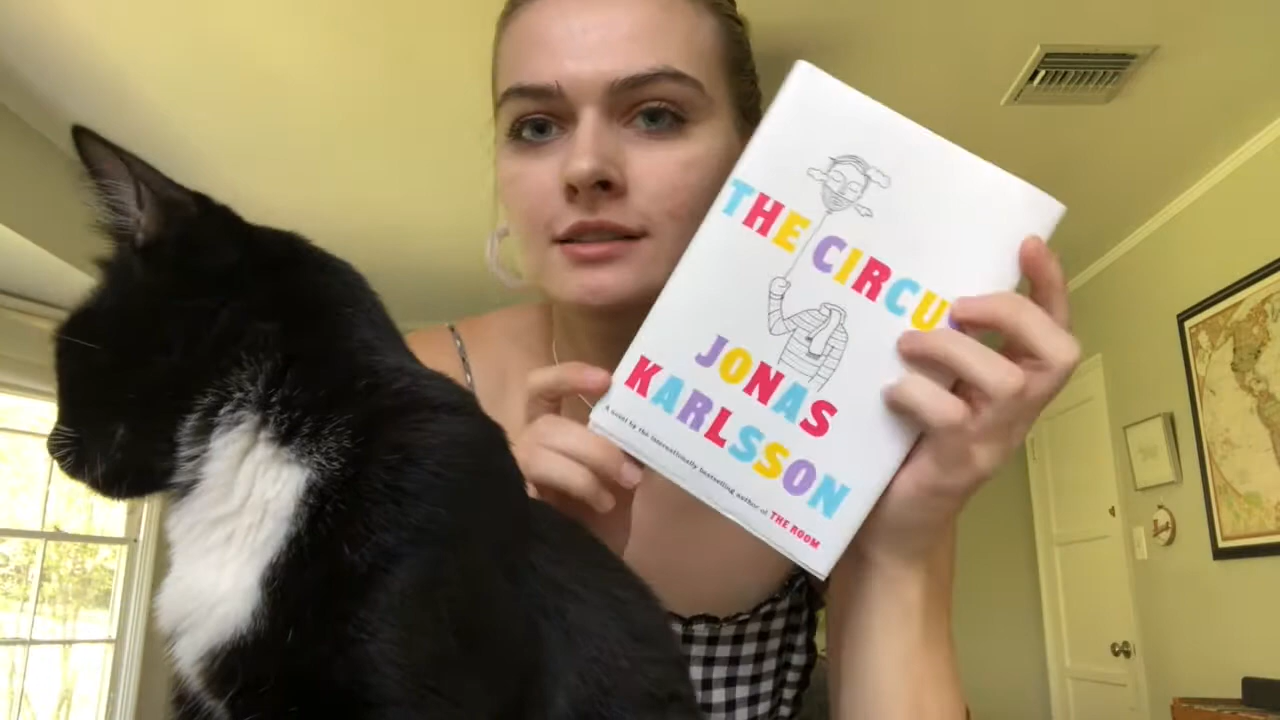 THE CIRCUS
JONAS
KARLSSON
A novel by the internationally bestselling author of THE ROOM